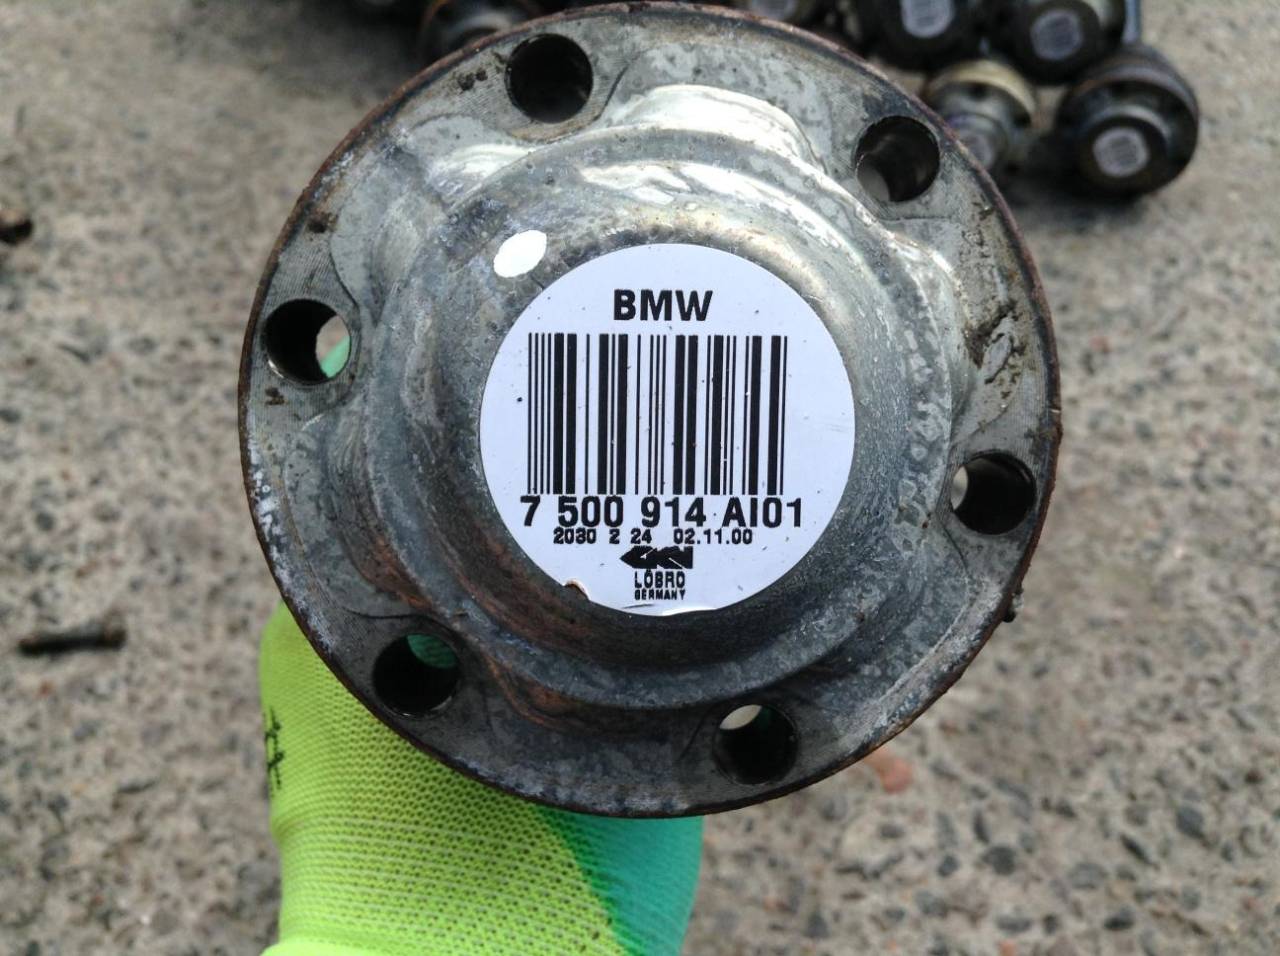 BMW
7 500 914 AI01
2030 2 24 02.11.00
GKN
LÖBRO
GERMANY